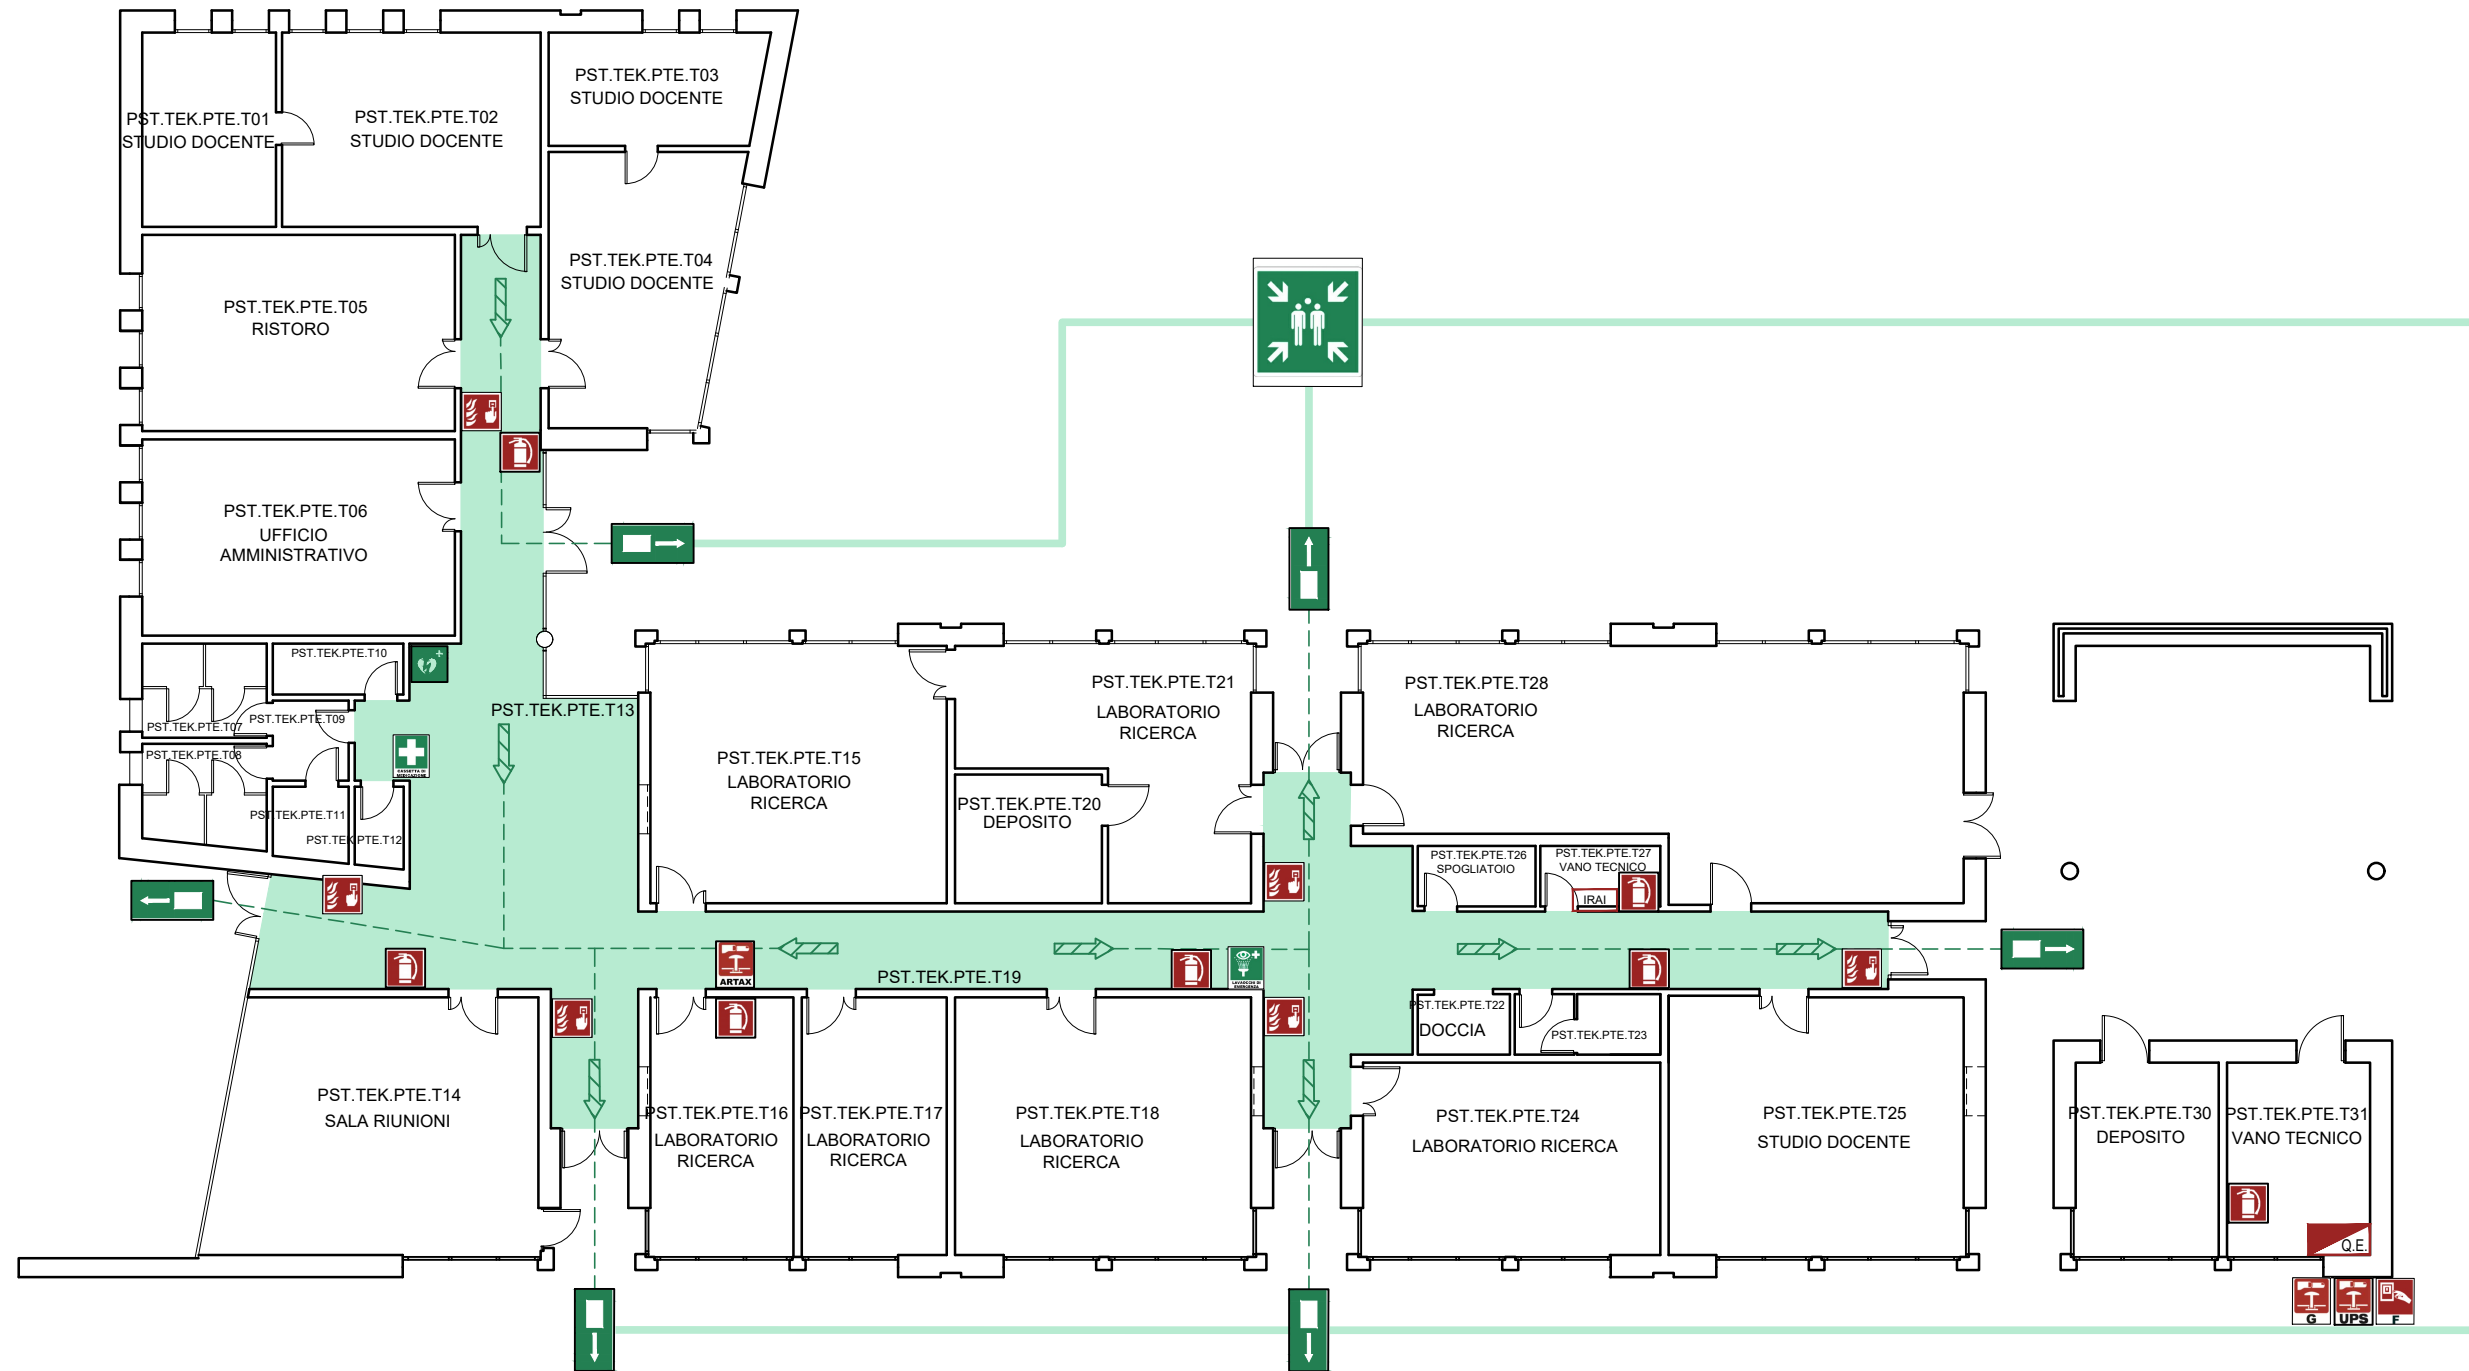 PST.TEK.PTE.T01
STUDIO DOCENTE
PST.TEK.PTE.T02
STUDIO DOCENTE
PST.TEK.PTE.T03
STUDIO DOCENTE
PST.TEK.PTE.T04
STUDIO DOCENTE
PST.TEK.PTE.T05
RISTORO
PST.TEK.PTE.T06
UFFICIO
AMMINISTRATIVO
PST.TEK.PTE.T10
PST.TEK.PTE.T07
PST.TEK.PTE.T09
PST.TEK.PTE.T08
CASSETTA DI
MEDICAZIONE
PST.TEK.PTE.T11
PST.TEK.PTE.T12
PST.TEK.PTE.T13
PST.TEK.PTE.T15
LABORATORIO
RICERCA
PST.TEK.PTE.T21
LABORATORIO
RICERCA
PST.TEK.PTE.T20
DEPOSITO
PST.TEK.PTE.T28
LABORATORIO
RICERCA
PST.TEK.PTE.T26
SPOGLIATOIO
PST.TEK.PTE.T27
VANO TECNICO
IRAI
ARTAX
PST.TEK.PTE.T19
LAVAOCCHI DI
EMERGENZA
PST.TEK.PTE.T22
DOCCIA
PST.TEK.PTE.T23
PST.TEK.PTE.T14
SALA RIUNIONI
PST.TEK.PTE.T16
LABORATORIO
RICERCA
PST.TEK.PTE.T17
LABORATORIO
RICERCA
PST.TEK.PTE.T18
LABORATORIO
RICERCA
PST.TEK.PTE.T24
LABORATORIO RICERCA
PST.TEK.PTE.T25
STUDIO DOCENTE
PST.TEK.PTE.T30
DEPOSITO
PST.TEK.PTE.T31
VANO TECNICO
Q.E.
G
UPS
F